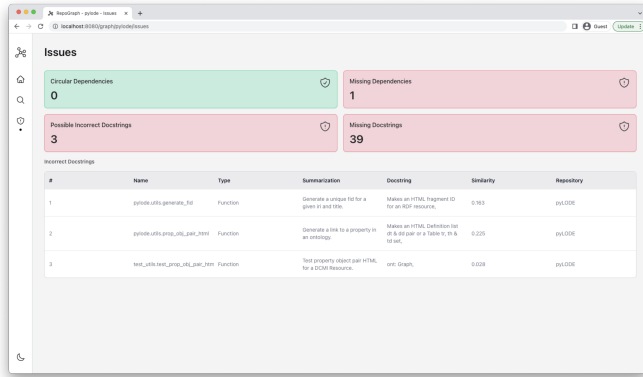 RepoGraph - pylode - Issues
localhost:8080/graph/pylode/issues
Guest
Update
Issues
Circular Dependencies
0
Missing Dependencies
1
Possible Incorrect Docstrings
3
Missing Docstrings
39
Incorrect Docstrings
# Name Type Summarization Docstring Similarity Repository
1 pylode.utils.generate_fid Function Generate a unique fid for a given iri and title. Makes an HTML fragment ID for an RDF resource, 0.163 pyLODE
2 pylode.utils.prop_obj_pair_html Function Generate a link to a property in an ontology. Makes an HTML Definition list dt & dd pair or a Table tr, th & td set, 0.225 pyLODE
3 test_utils.test_prop_obj_pair_htm Function Test property object pair HTML for a DCMI Resource. ont: Graph, 0.028 pyLODE